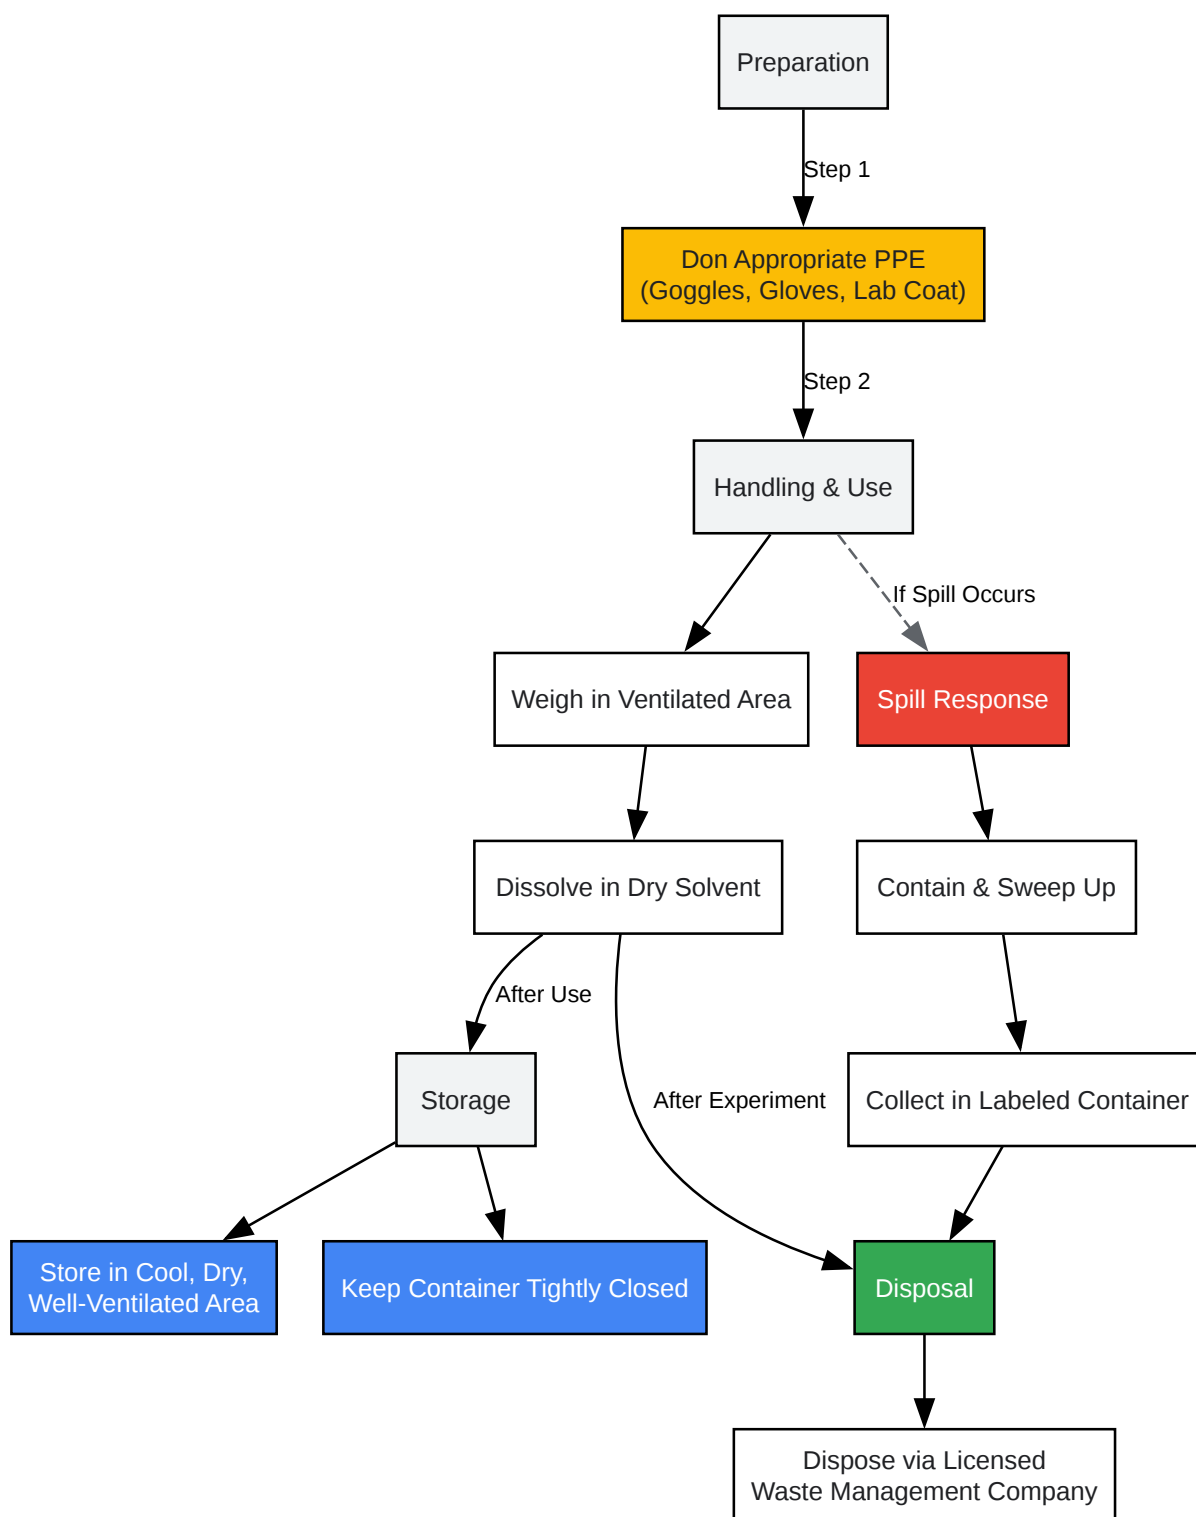 Preparation
Step 1
Don Appropriate PPE
(Goggles, Gloves, Lab Coat)
Step 2
Handling & Use
If Spill Occurs
Weigh in Ventilated Area
Spill Response
Dissolve in Dry Solvent
Contain & Sweep Up
After Use
Storage
After Experiment
Collect in Labeled Container
Store in Cool, Dry,
Well-Ventilated Area
Keep Container Tightly Closed
Disposal
Dispose via Licensed
Waste Management Company